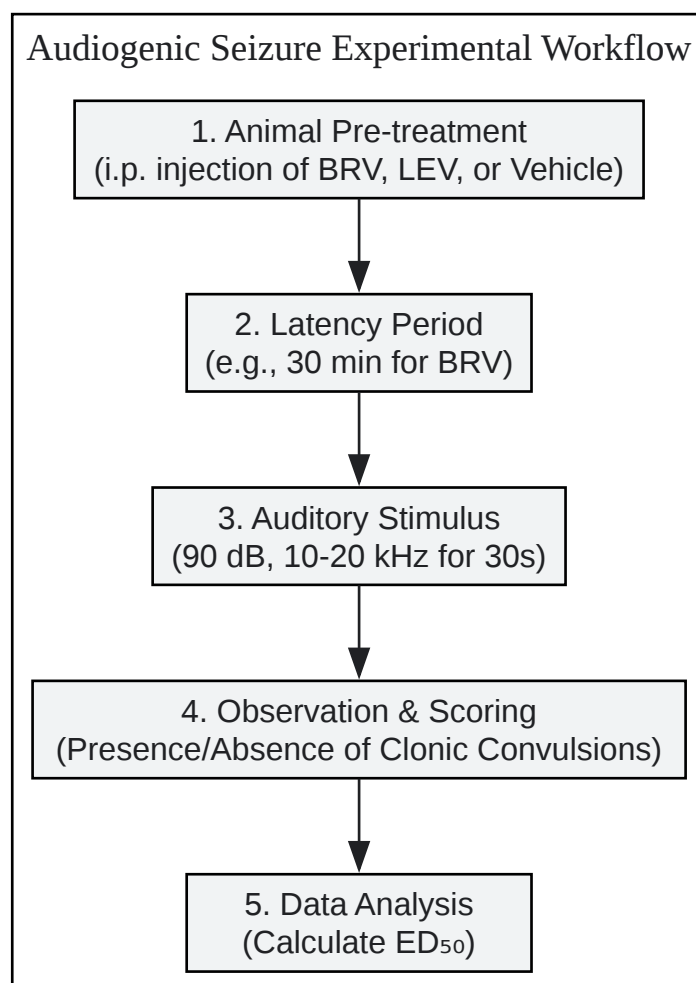 Audiogenic Seizure Experimental Workflow
1. Animal Pre-treatment
(i.p. injection of BRV, LEV, or Vehicle)
2. Latency Period
(e.g., 30 min for BRV)
3. Auditory Stimulus
(90 dB, 10-20 kHz for 30s)
4. Observation & Scoring
(Presence/Absence of Clonic Convulsions)
5. Data Analysis
(Calculate ED₅₀)